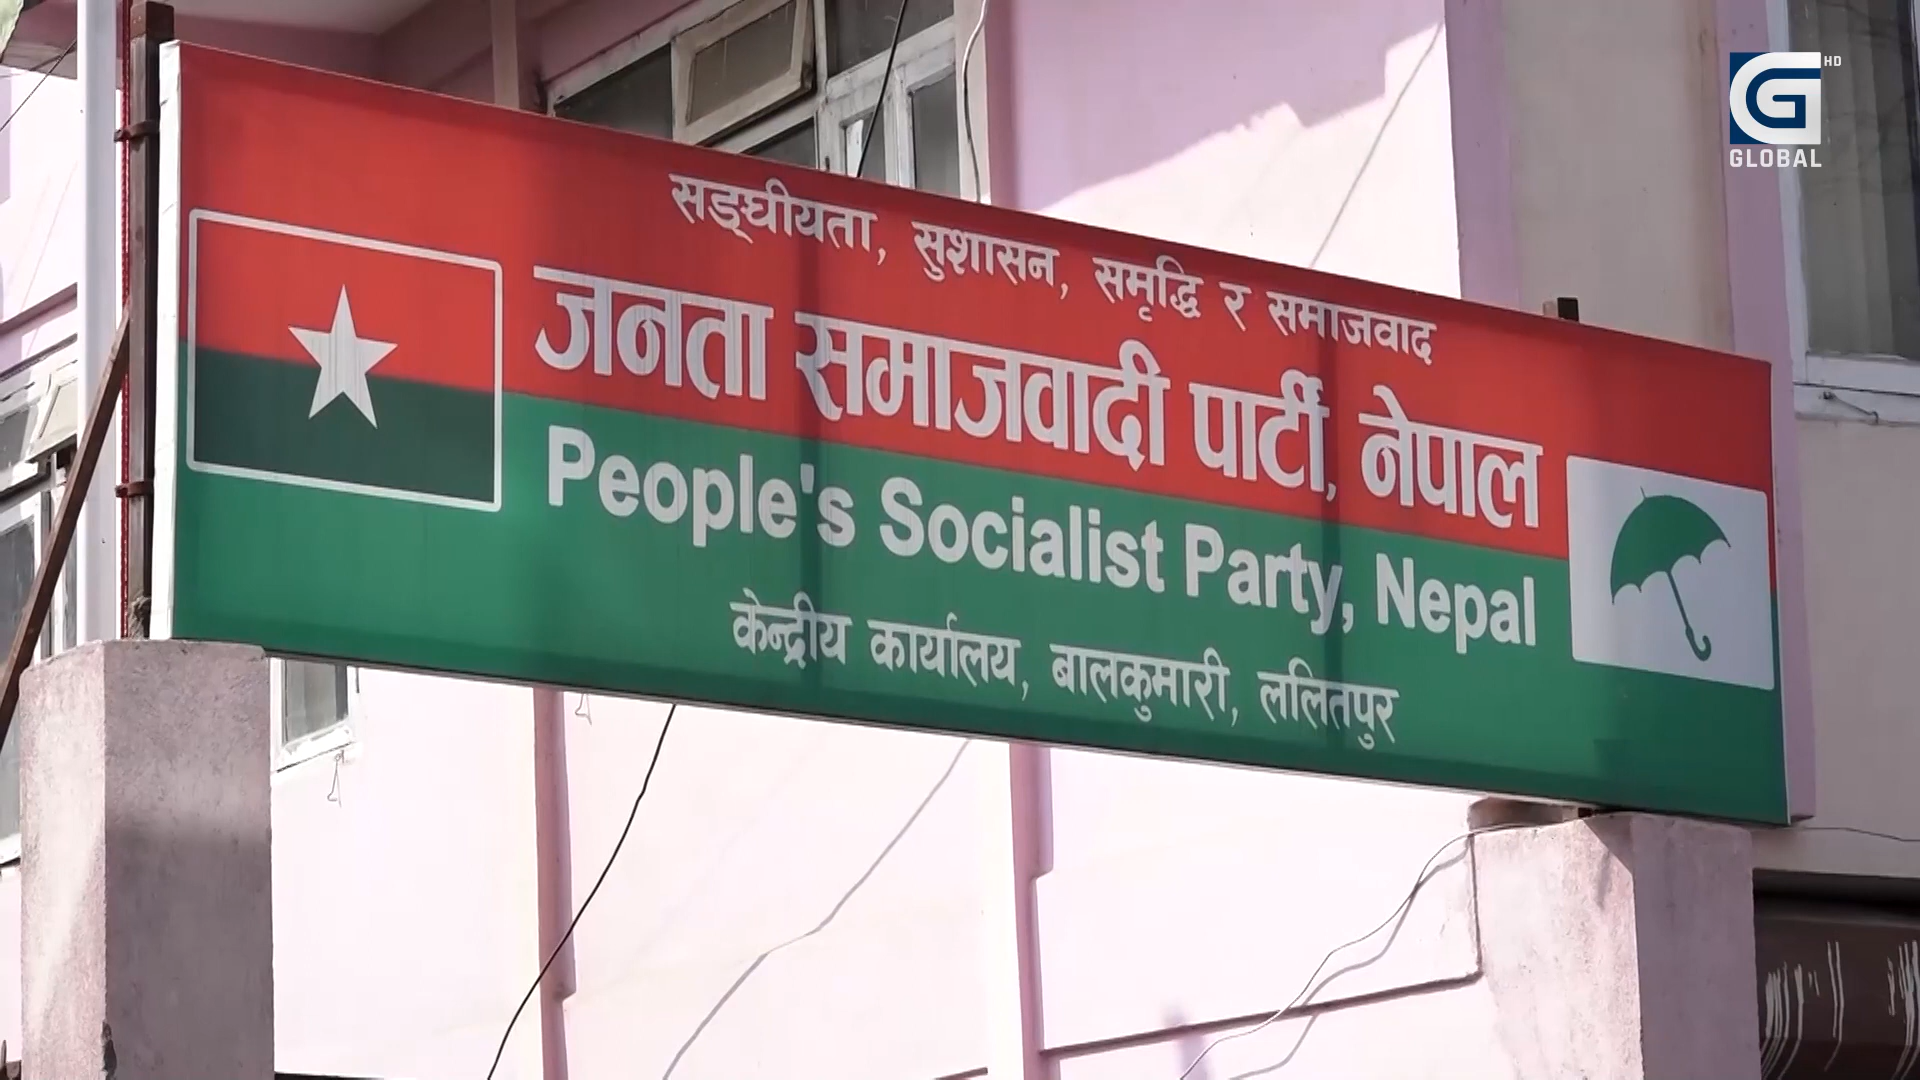 सङ्घीयता, सुशासन, समृद्धि र समाजवाद
जनता समाजवादी पार्टी, नेपाल
People's Socialist Party, Nepal
केन्द्रीय कार्यालय, बालकुमारी, ललितपुर
G HD
GLOBAL